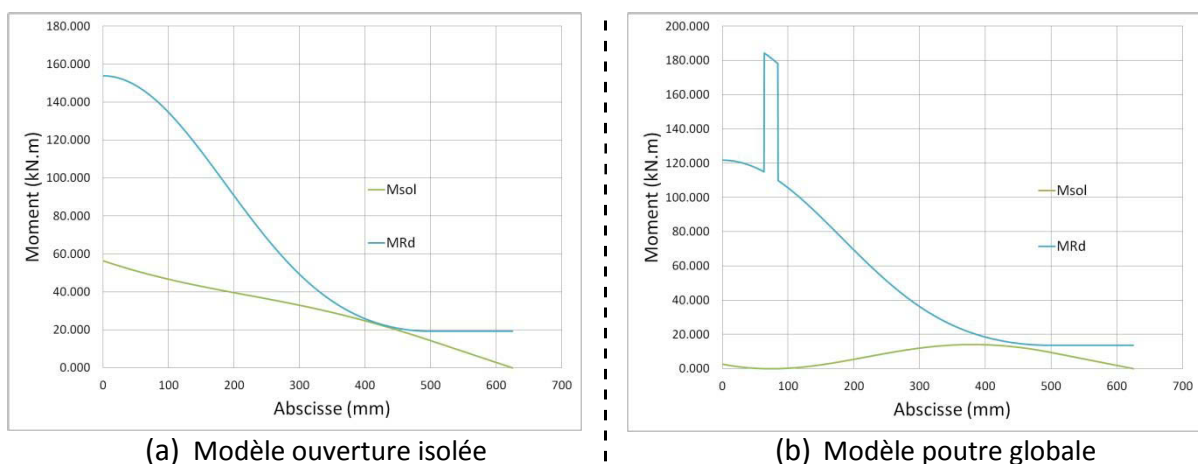 Moment (kN.m)
180.000
160.000
140.000
120.000
100.000
80.000
60.000
40.000
20.000
0.000
0 100 200 300 400 500 600 700
Abscisse (mm)
Msol
MRd
(a) Modèle ouverture isolée
Moment (kN.m)
200.000
180.000
160.000
140.000
120.000
100.000
80.000
60.000
40.000
20.000
0.000
0 100 200 300 400 500 600 700
Abscisse (mm)
Msol
MRd
(b) Modèle poutre globale